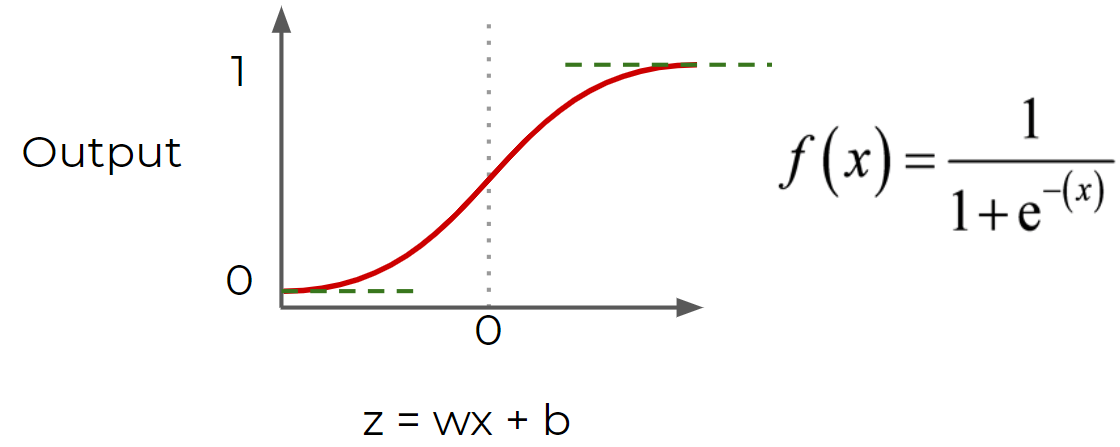 1
Output
f(x) = 1 / (1 + e^-(x))
0
0
z = wx + b